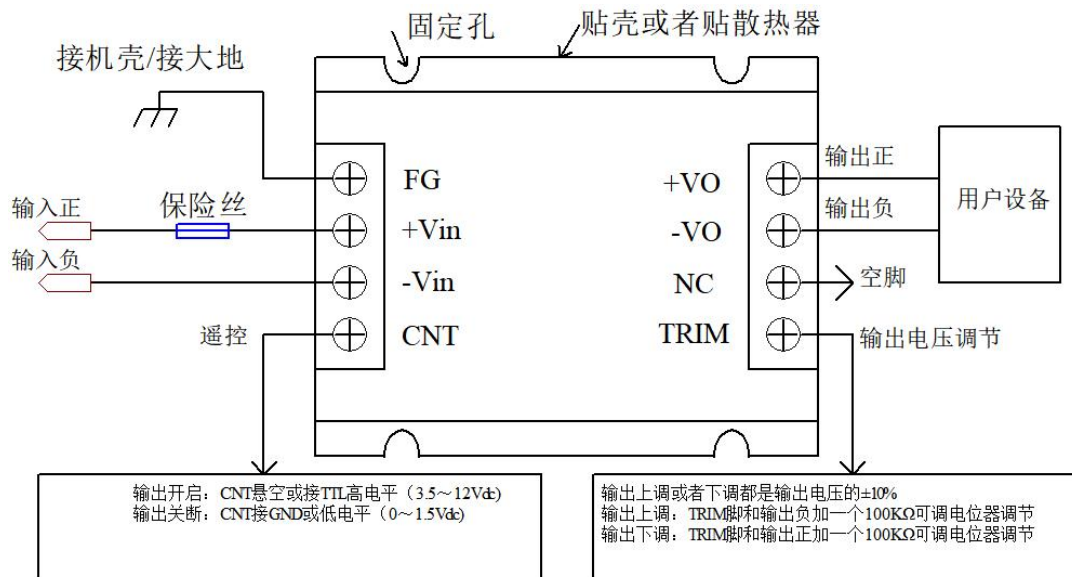 固定孔
贴壳或者贴散热器
接机壳/接大地
FG
+VO
输出正
用户设备
输入正
保险丝
+Vin
-VO
输出负
输入负
-Vin
NC
空脚
遥控
CNT
TRIM
输出电压调节
输出开启：CNT悬空或接TTL高电平（3.5～12Vdc）
输出关断：CNT接GND或低电平（0～1.5Vdc）
输出上调或者下调都是输出电压的±10%
输出上调：TRIM脚和输出负加一个100KΩ可调电位器调节
输出下调：TRIM脚和输出正加一个100KΩ可调电位器调节